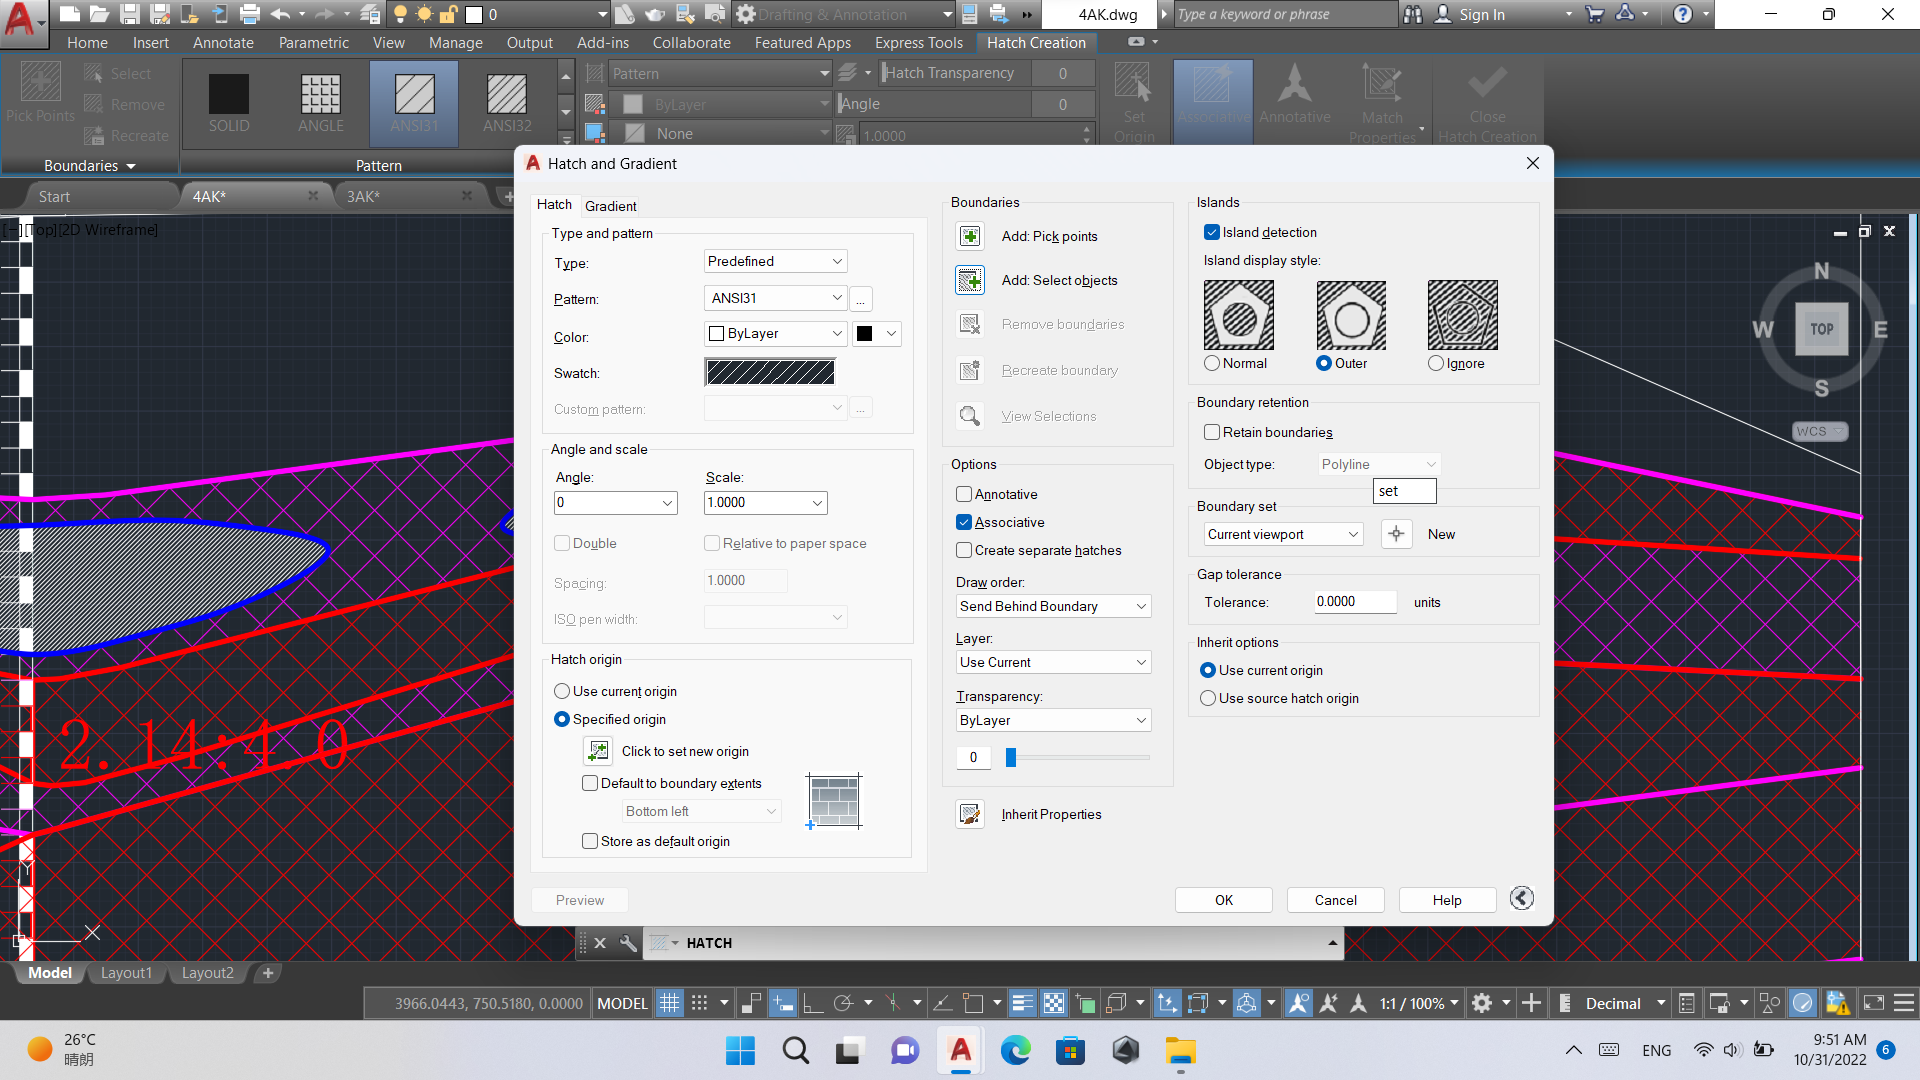 0
Drafting & Annotation
4AK.dwg
Type a keyword or phrase
Sign In
Home
Insert
Annotate
Parametric
View
Manage
Output
Add-ins
Collaborate
Featured Apps
Express Tools
Hatch Creation
Pick Points
Select
Remove
Recreate
Boundaries
SOLID
ANGLE
ANSI31
ANSI32
Pattern
Pattern
ByLayer
None
Hatch Transparency
0
Angle
0
1.0000
Set
Origin
Associative
Annotative
Match
Properties
Close
Hatch Creation
Start
4AK*
3AK*
[−][Top][2D Wireframe]
Hatch and Gradient
Hatch
Gradient
Type and pattern
Type:
Predefined
Pattern:
ANSI31
...
Color:
ByLayer
Swatch:
Custom pattern:
...
Angle and scale
Angle:
Scale:
0
1.0000
Double
Relative to paper space
Spacing:
1.0000
ISO pen width:
Hatch origin
Use current origin
Specified origin
Click to set new origin
Default to boundary extents
Bottom left
Store as default origin
Preview
Boundaries
Add: Pick points
Add: Select objects
Remove boundaries
Recreate boundary
View Selections
Options
Annotative
Associative
Create separate hatches
Draw order:
Send Behind Boundary
Layer:
Use Current
Transparency:
ByLayer
0
Inherit Properties
Islands
Island detection
Island display style:
Normal
Outer
Ignore
Boundary retention
Retain boundaries
Object type:
Polyline
set
Boundary set
Current viewport
New
Gap tolerance
Tolerance:
0.0000
units
Inherit options
Use current origin
Use source hatch origin
OK
Cancel
Help
N
W
TOP
E
S
WCS
2.14:4.0
Y
X
HATCH
Model
Layout1
Layout2
3966.0443, 750.5180, 0.0000
MODEL
1:1 / 100%
Decimal
26°C
晴朗
ENG
9:51 AM
10/31/2022
6